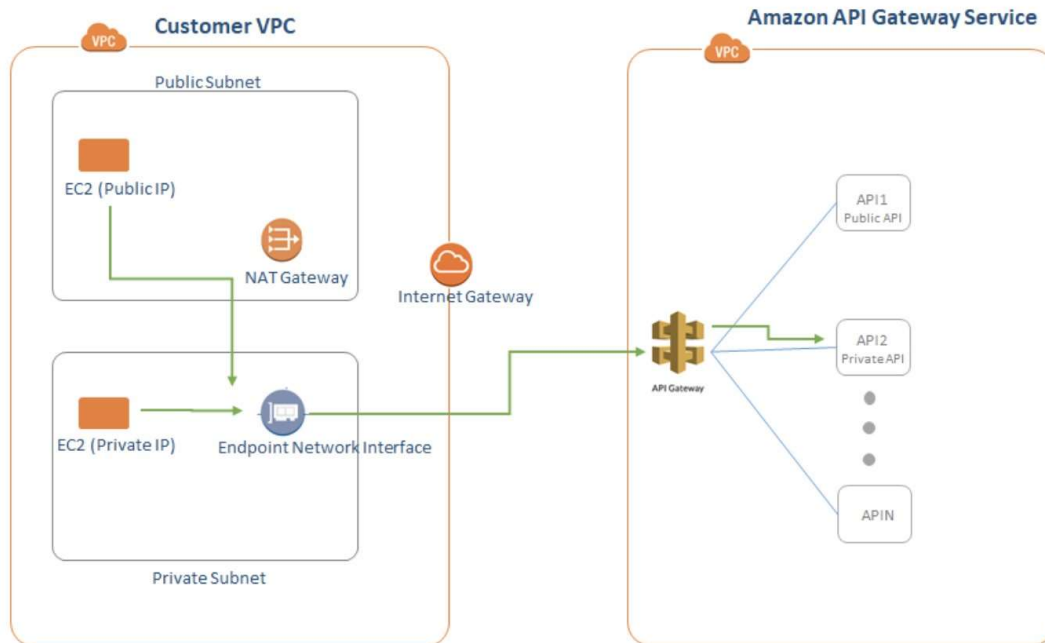 Customer VPC
Amazon API Gateway Service
VPC
VPC
Public Subnet
EC2 (Public IP)
NAT Gateway
Internet Gateway
API1
Public API
API Gateway
API2
Private API
EC2 (Private IP)
Endpoint Network Interface
APIN
Private Subnet